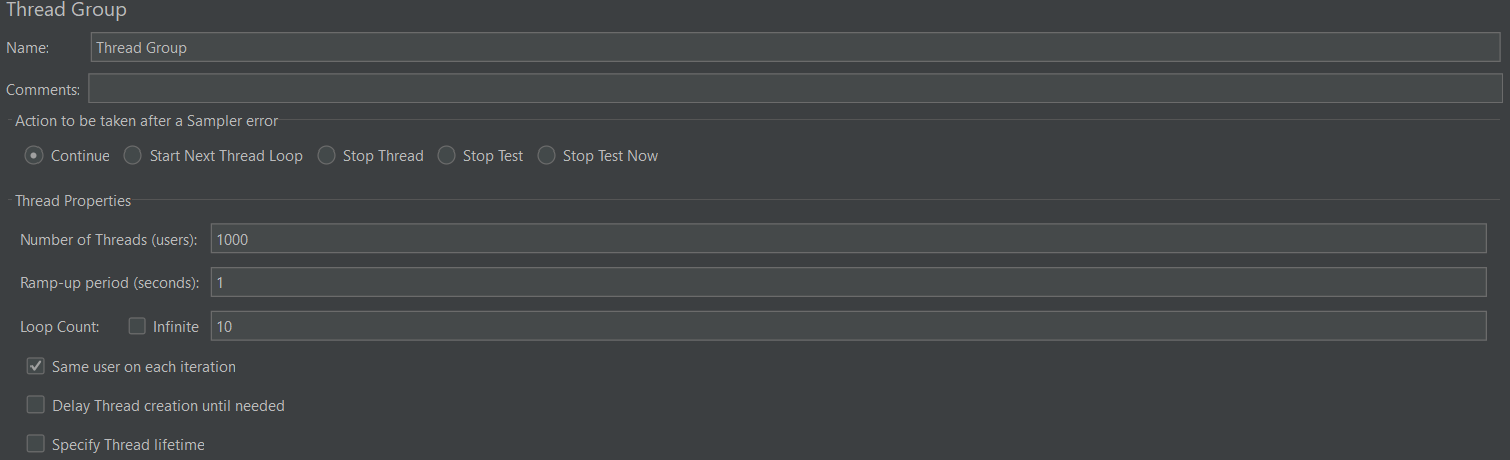 Thread Group
Name: Thread Group
Comments:
Action to be taken after a Sampler error
Continue Start Next Thread Loop Stop Thread Stop Test Stop Test Now
Thread Properties
Number of Threads (users): 1000
Ramp-up period (seconds): 1
Loop Count: Infinite 10
Same user on each iteration
Delay Thread creation until needed
Specify Thread lifetime